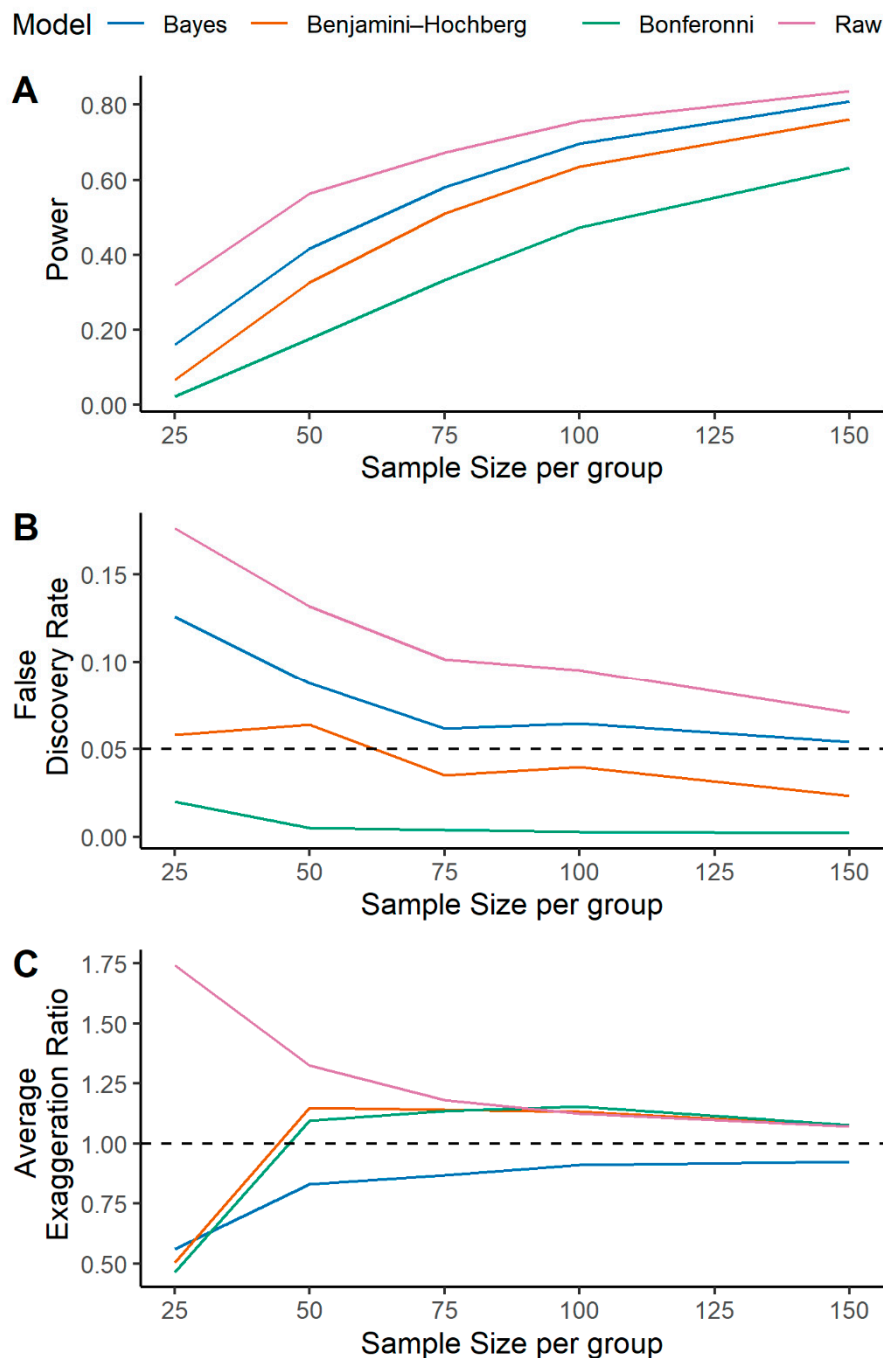 Model Bayes Benjamini–Hochberg Bonferonni Raw
A
0.80
0.60
0.40
0.20
0.00
Power
25 50 75 100 125 150
Sample Size per group
B
0.15
0.10
0.05
0.00
False
Discovery Rate
25 50 75 100 125 150
Sample Size per group
C
1.75
1.50
1.25
1.00
0.75
0.50
Average
Exaggeration Ratio
25 50 75 100 125 150
Sample Size per group